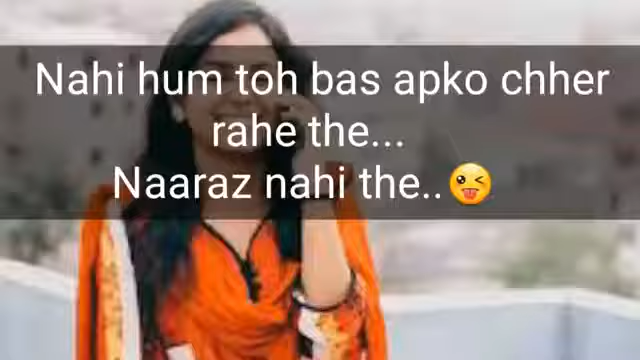 Nahi hum toh bas apko chher
rahe the...
Naaraz nahi the..😜